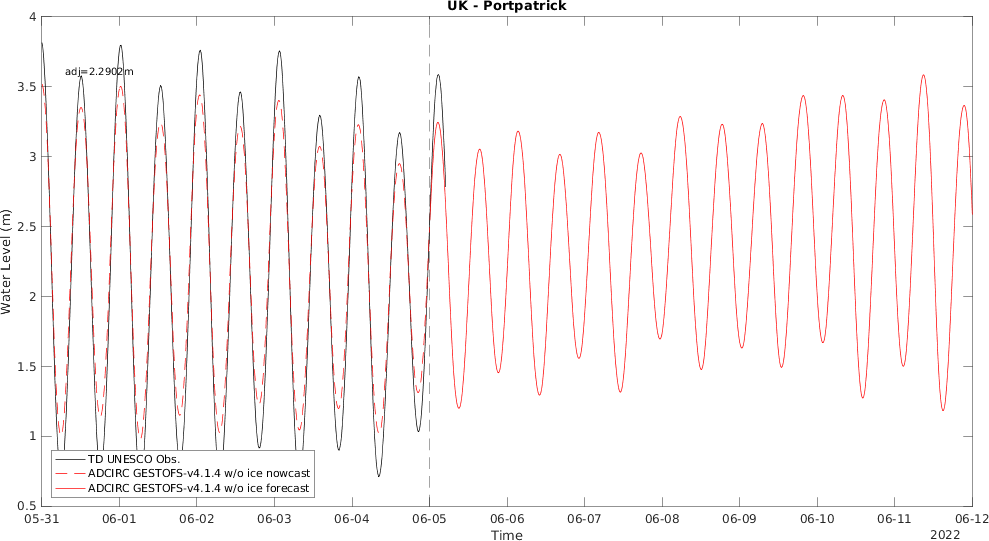 UK - Portpatrick
4
adj=2.2902m
3.5
3
2.5
2
1.5
1
0.5
Water Level (m)
TD UNESCO Obs.
ADCIRC GESTOFS-v4.1.4 w/o ice nowcast
ADCIRC GESTOFS-v4.1.4 w/o ice forecast
05-31 06-01 06-02 06-03 06-04 06-05 06-06 06-07 06-08 06-09 06-10 06-11 06-12
Time
2022